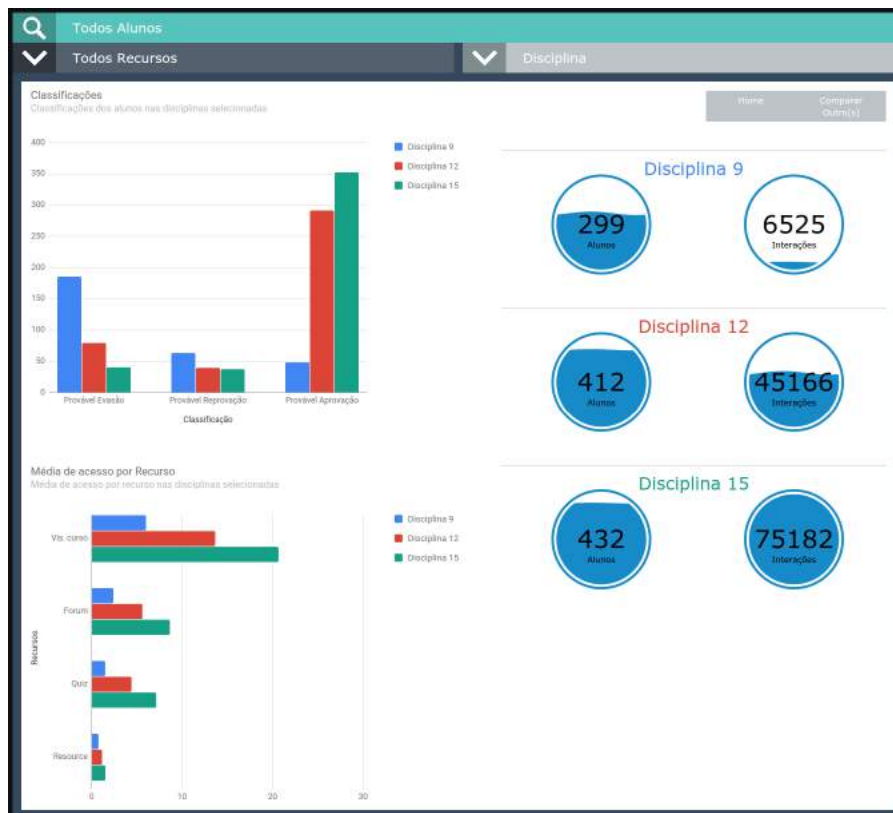 Todos Alunos
Todos Recursos
Disciplina
Classificações
Classificações dos alunos nas disciplinas selecionadas
Home
Comparar
Outro(s)
400
350
300
250
200
150
100
50
0
Provável Evasão
Provável Reprovação
Provável Aprovação
Classificação
Disciplina 9
Disciplina 12
Disciplina 15
Disciplina 9
299
Alunos
6525
Interações
Disciplina 12
412
Alunos
45166
Interações
Disciplina 15
432
Alunos
75182
Interações
Média de acesso por Recurso
Média de acesso por recurso nas disciplinas selecionadas
Disciplina 9
Disciplina 12
Disciplina 15
Recursos
Vis. curso
Forum
Quiz
Resource
0
10
20
30